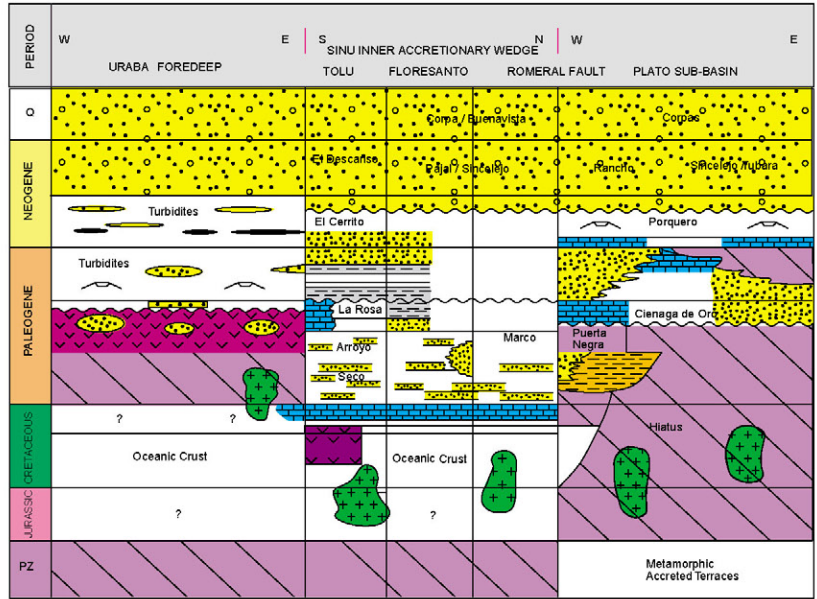 PERIOD
W E S N W E
SINU INNER ACCRETIONARY WEDGE
URABA FOREDEEP TOLU FLORESANTO ROMERAL FAULT PLATO SUB-BASIN
Q
Corpa / Buenavista Corpas
NEOGENE
El Descanso Pajal / Sincelejo Rancho Sincelejo /Tubara
Turbidites El Cerrito Porquero
PALEOGENE
Turbidites
La Rosa Cienaga de Oro
Arroyo Marco Puerta
Negra
Seco
CRETACEOUS
? ?
Hiatus
Oceanic Crust Oceanic Crust
JURASSIC
? ?
PZ
Metamorphic
Accreted Terraces